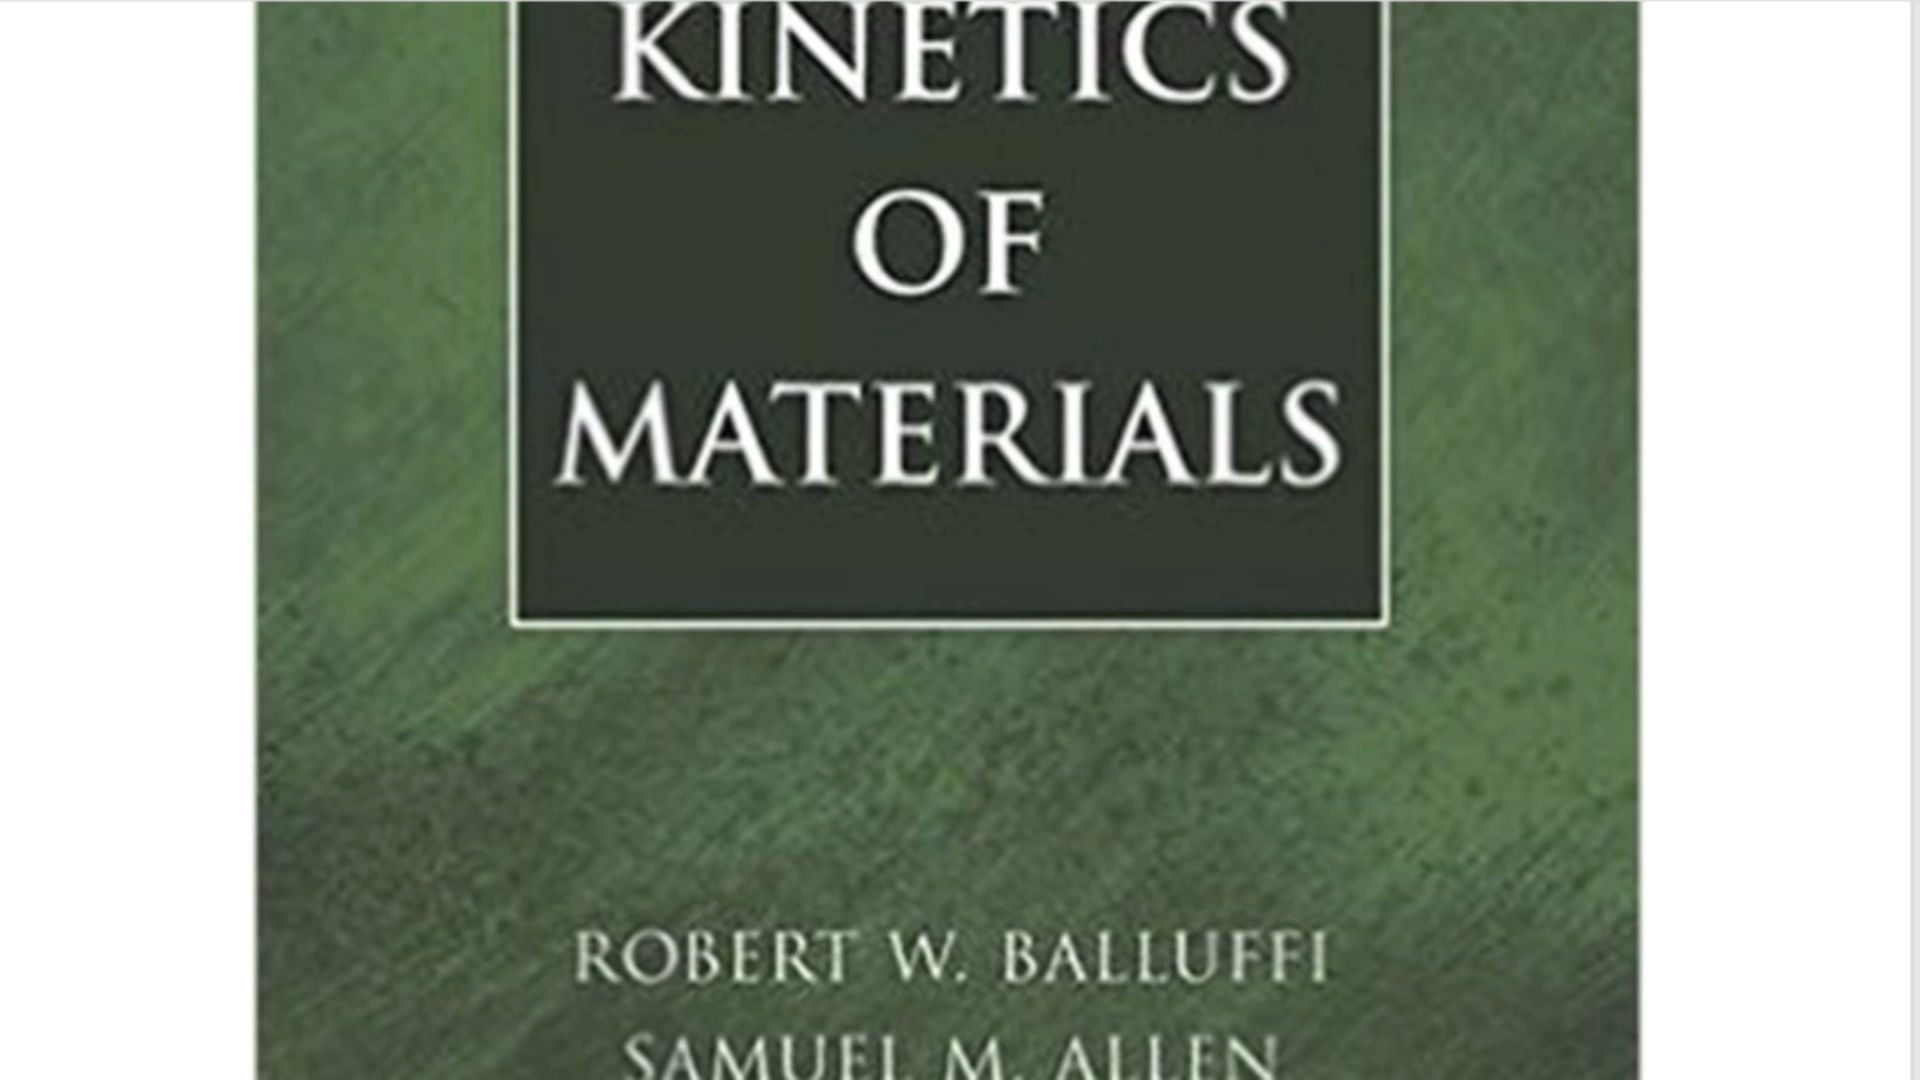 KINETICS
OF
MATERIALS
ROBERT W. BALLUFFI
SAMUEL M. ALLEN